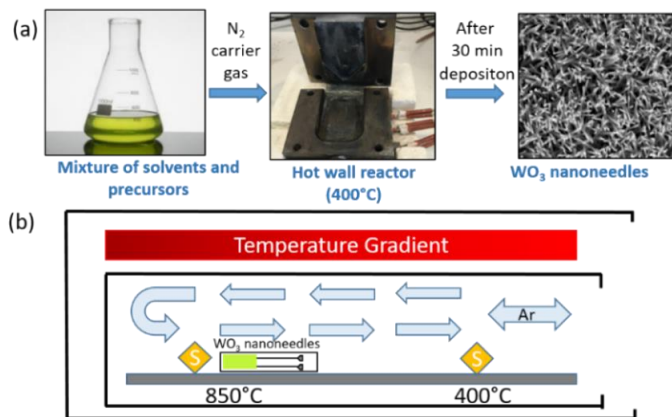 (a)
N2
carrier
gas
After
30 min
depositon
Mixture of solvents and
precursors
Hot wall reactor
(400°C)
WO3 nanoneedles
(b)
Temperature Gradient
Ar
S
WO3 nanoneedles
S
850°C
400°C